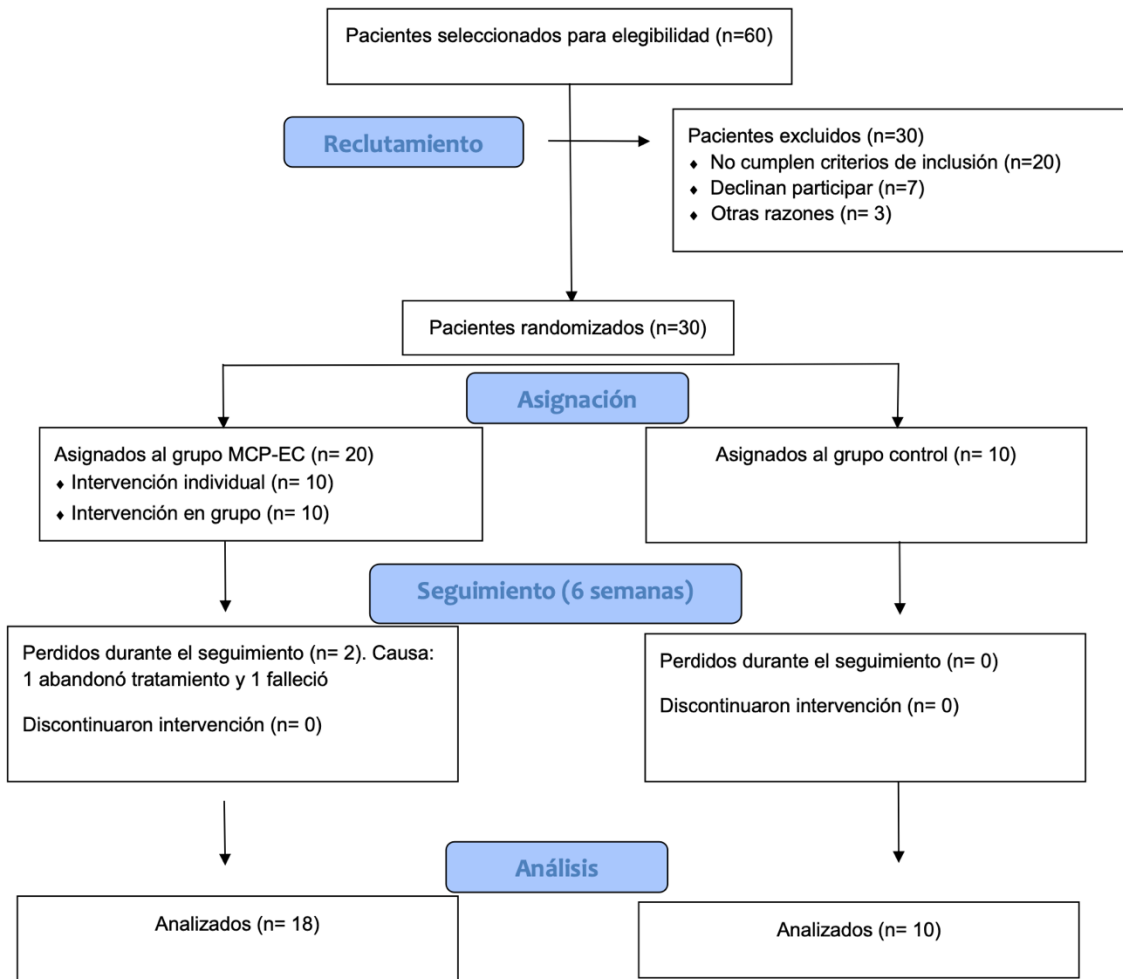 Pacientes seleccionados para elegibilidad (n=60)
Reclutamiento
Pacientes excluidos (n=30)
♦ No cumplen criterios de inclusión (n=20)
♦ Declinan participar (n=7)
♦ Otras razones (n= 3)
Pacientes randomizados (n=30)
Asignación
Asignados al grupo MCP-EC (n= 20)
♦ Intervención individual (n= 10)
♦ Intervención en grupo (n= 10)
Asignados al grupo control (n= 10)
Seguimiento (6 semanas)
Perdidos durante el seguimiento (n= 2). Causa:
1 abandonó tratamiento y 1 falleció
Discontinuaron intervención (n= 0)
Perdidos durante el seguimiento (n= 0)
Discontinuaron intervención (n= 0)
Análisis
Analizados (n= 18)
Analizados (n= 10)